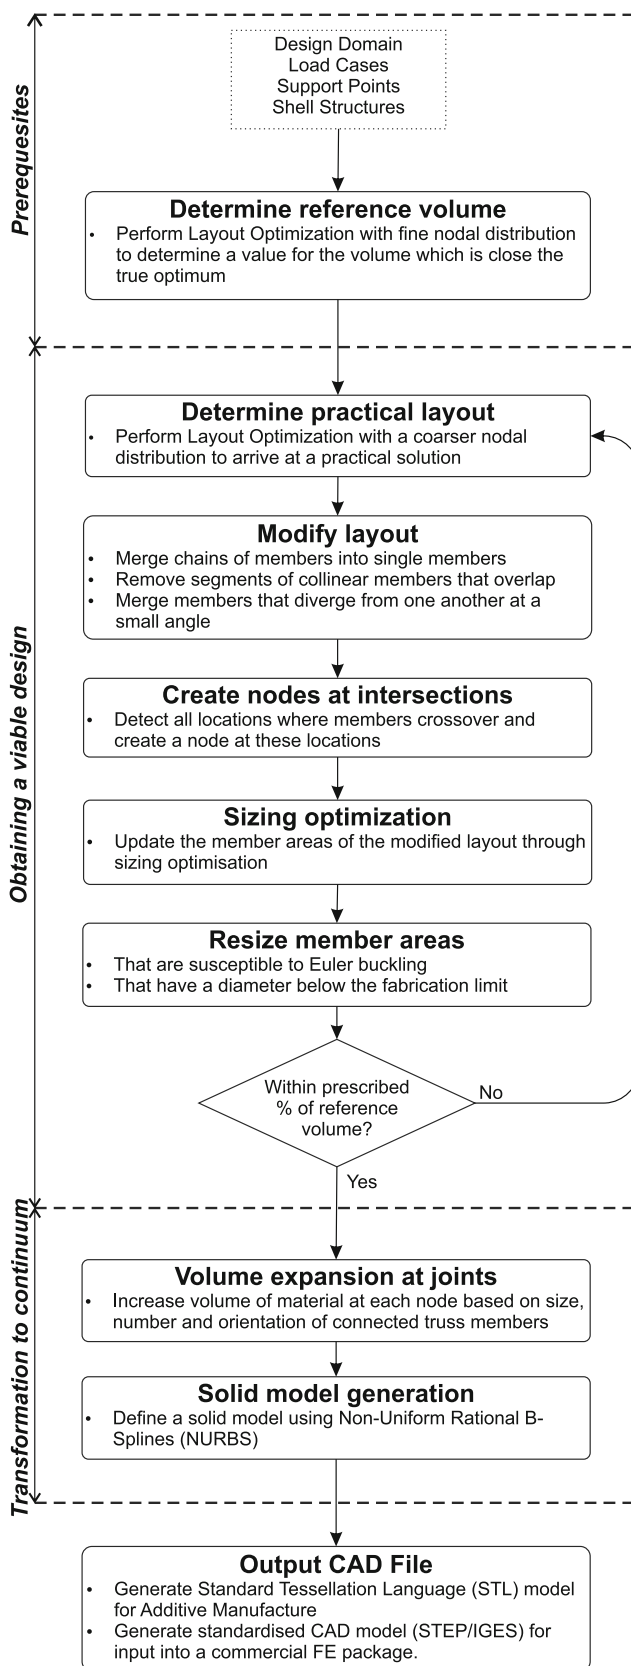 Design Domain
Load Cases
Support Points
Shell Structures
Prerequesites
Determine reference volume
• Perform Layout Optimization with fine nodal distribution
to determine a value for the volume which is close the
true optimum
Obtaining a viable design
Determine practical layout
• Perform Layout Optimization with a coarser nodal
distribution to arrive at a practical solution
Modify layout
• Merge chains of members into single members
• Remove segments of collinear members that overlap
• Merge members that diverge from one another at a
small angle
Create nodes at intersections
• Detect all locations where members crossover and
create a node at these locations
Sizing optimization
• Update the member areas of the modified layout through
sizing optimisation
Resize member areas
• That are susceptible to Euler buckling
• That have a diameter below the fabrication limit
Within prescribed
% of reference
volume?
No
Yes
Transformation to continuum
Volume expansion at joints
• Increase volume of material at each node based on size,
number and orientation of connected truss members
Solid model generation
• Define a solid model using Non-Uniform Rational B-
Splines (NURBS)
Output CAD File
• Generate Standard Tessellation Language (STL) model
for Additive Manufacture
• Generate standardised CAD model (STEP/IGES) for
input into a commercial FE package.